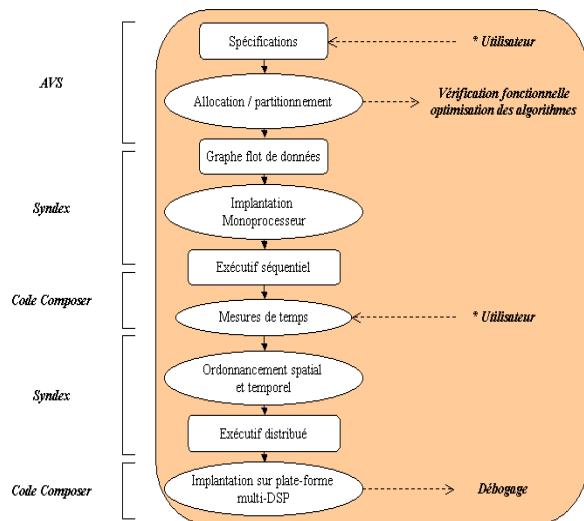 Spécifications
* Utilisateur
AVS
Allocation / partitionnement
Vérification fonctionnelle
optimisation des algorithmes
Graphe flot de données
Syndex
Implantation
Monoprocesseur
Exécutif séquentiel
Code Composer
Mesures de temps
* Utilisateur
Ordonnancement spatial
et temporel
Syndex
Exécutif distribué
Code Composer
Implantation sur plate-forme
multi-DSP
Débogage